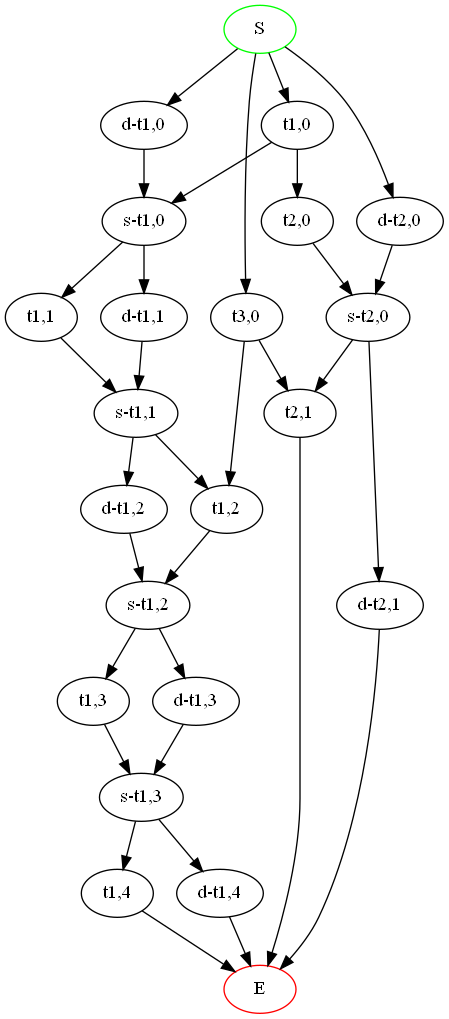 S
d-t1,0
t1,0
s-t1,0
t2,0
d-t2,0
t1,1
d-t1,1
t3,0
s-t2,0
s-t1,1
t2,1
d-t1,2
t1,2
s-t1,2
d-t2,1
t1,3
d-t1,3
s-t1,3
t1,4
d-t1,4
E